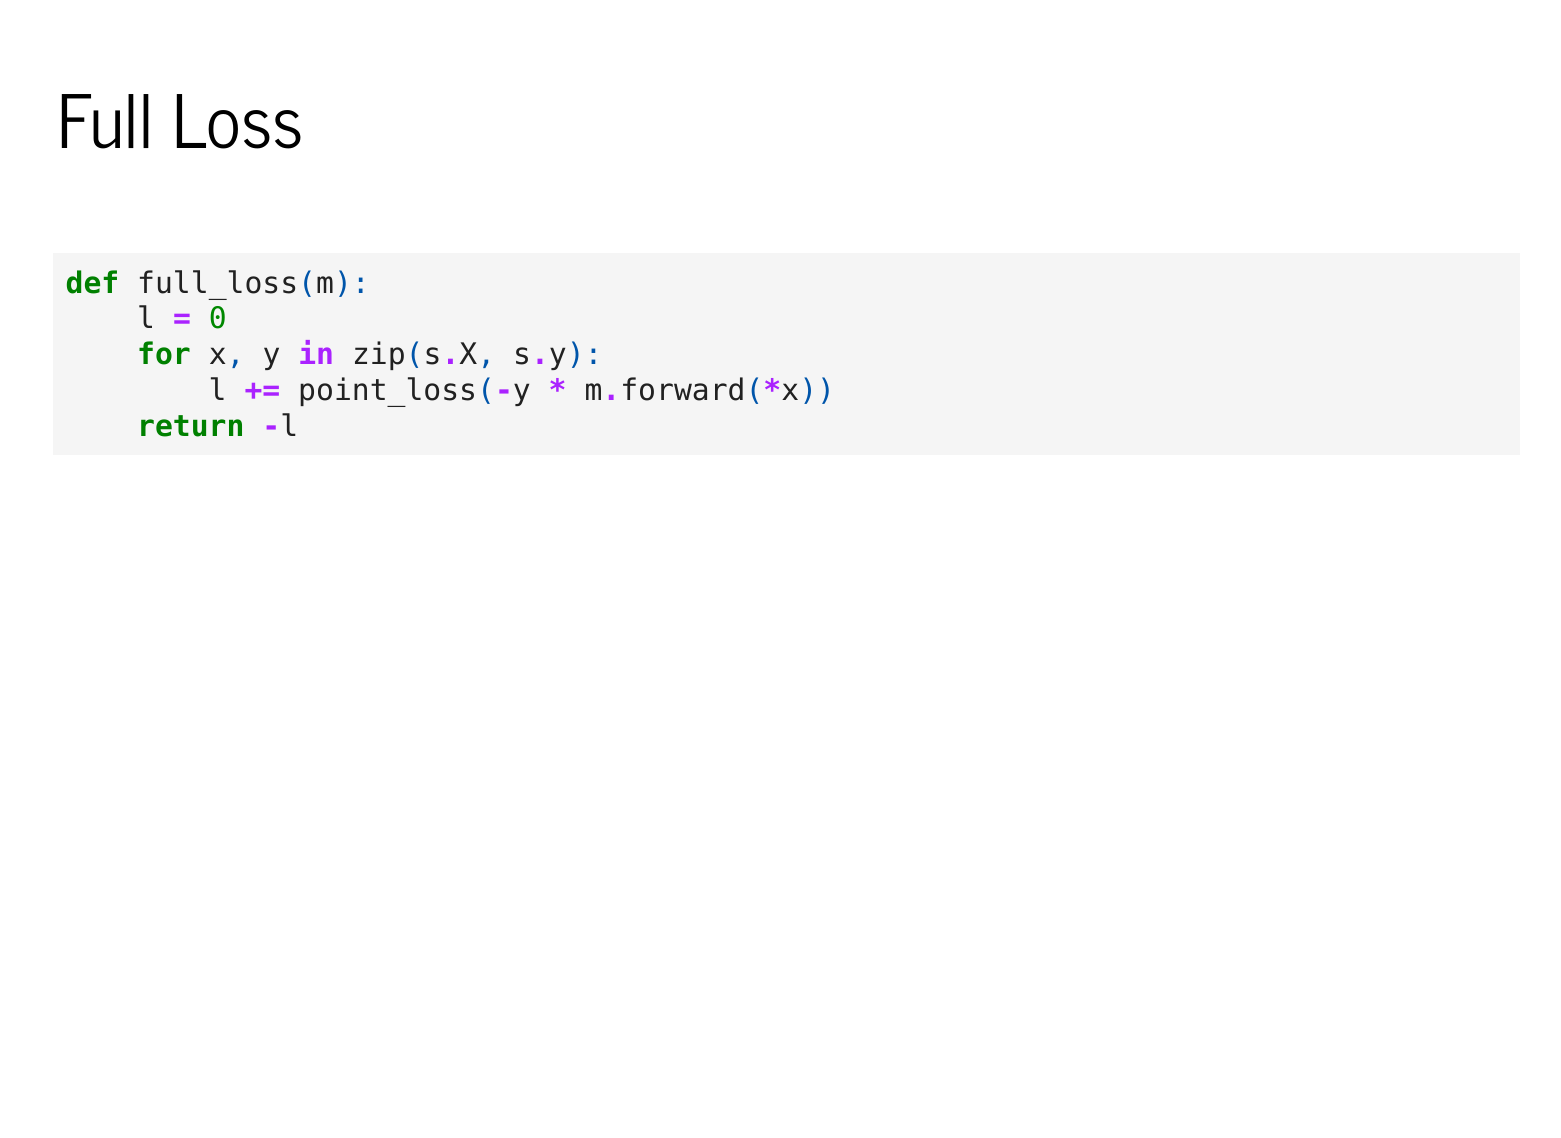 Full Loss
def full_loss(m):
    l = 0
    for x, y in zip(s.X, s.y):
        l += point_loss(-y * m.forward(*x))
    return -l